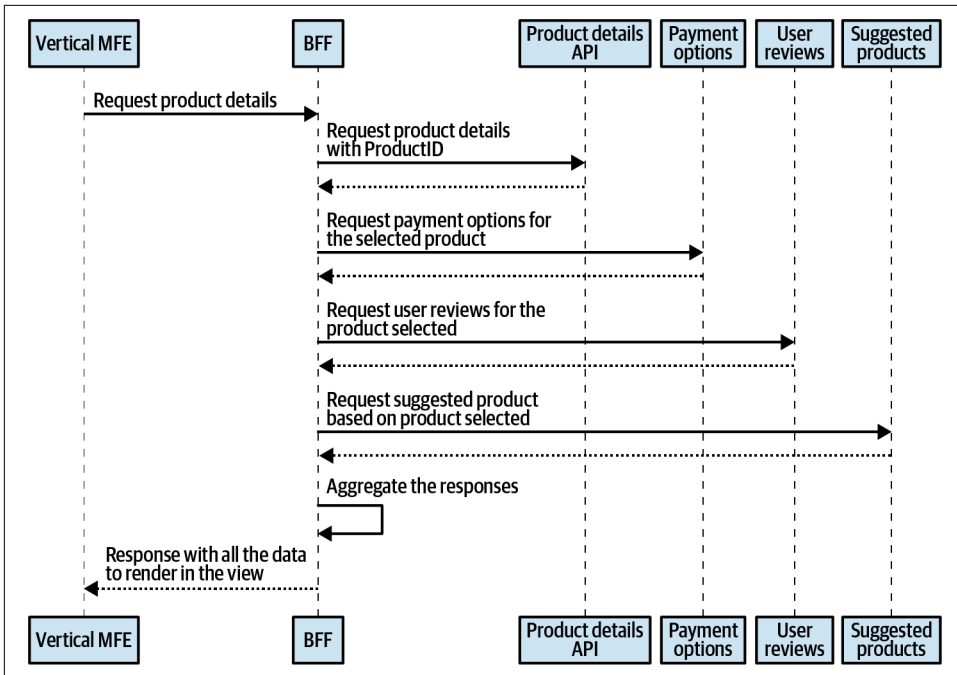 Vertical MFE
BFF
Product details
API
Payment
options
User
reviews
Suggested
products
Request product details
Request product details
with ProductID
Request payment options for
the selected product
Request user reviews for the
product selected
Request suggested product
based on product selected
Aggregate the responses
Response with all the data
to render in the view
Vertical MFE
BFF
Product details
API
Payment
options
User
reviews
Suggested
products